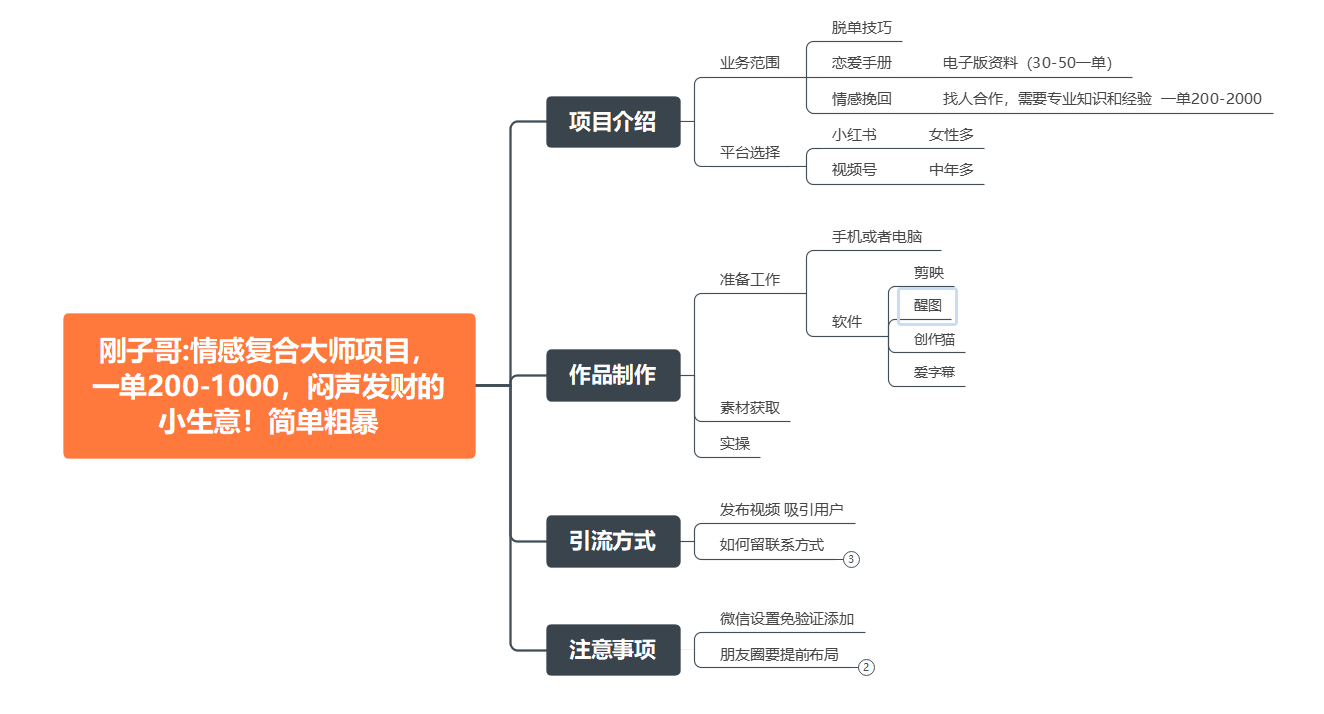 刚子哥:情感复合大师项目，
一单200-1000，闷声发财的
小生意！简单粗暴
项目介绍
业务范围
脱单技巧
恋爱手册 电子版资料（30-50一单）
情感挽回 找人合作，需要专业知识和经验 一单200-2000
平台选择
小红书 女性多
视频号 中年多
作品制作
准备工作
手机或者电脑
软件
剪映
醒图
创作猫
爱字幕
素材获取
实操
引流方式
发布视频 吸引用户
如何留联系方式 3
注意事项
微信设置免验证添加
朋友圈要提前布局 2